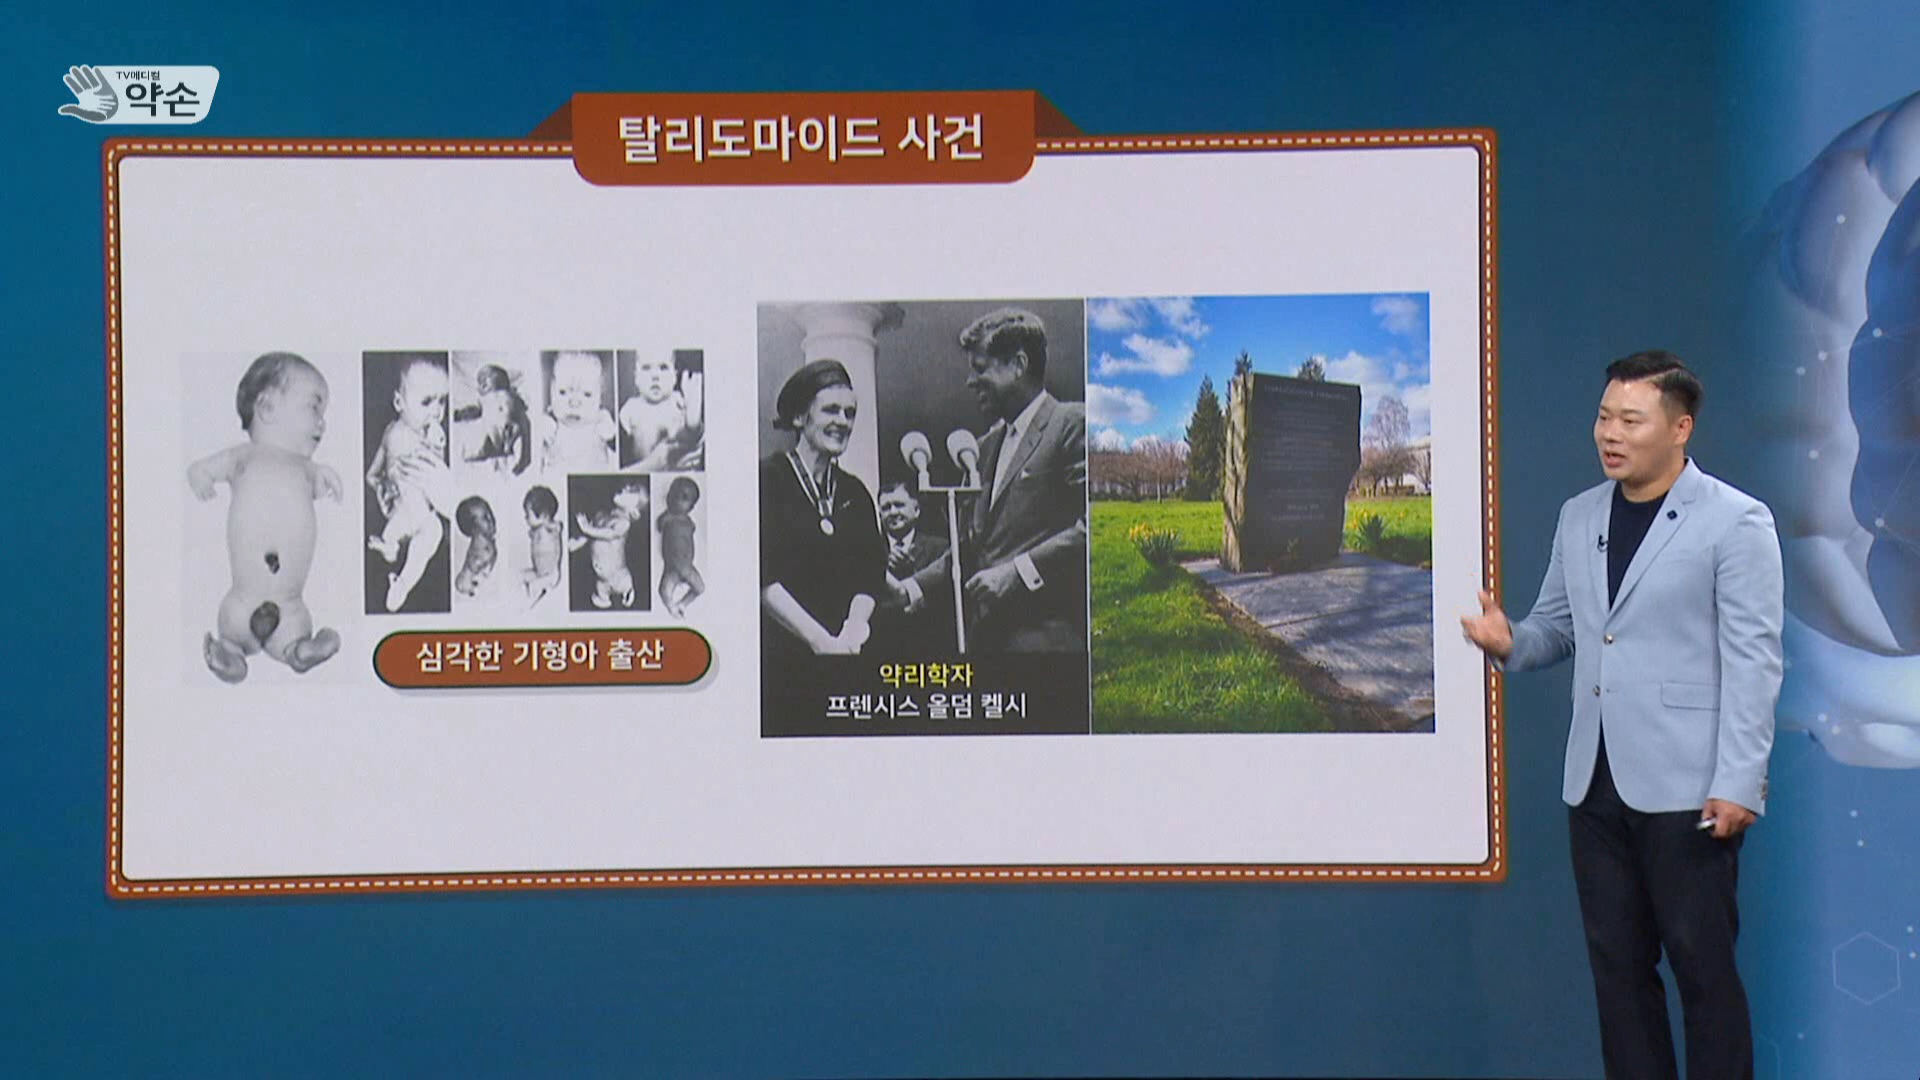 TV메디컬
약손
탈리도마이드 사건
심각한 기형아 출산
약리학자
프렌시스 올덤 켈시